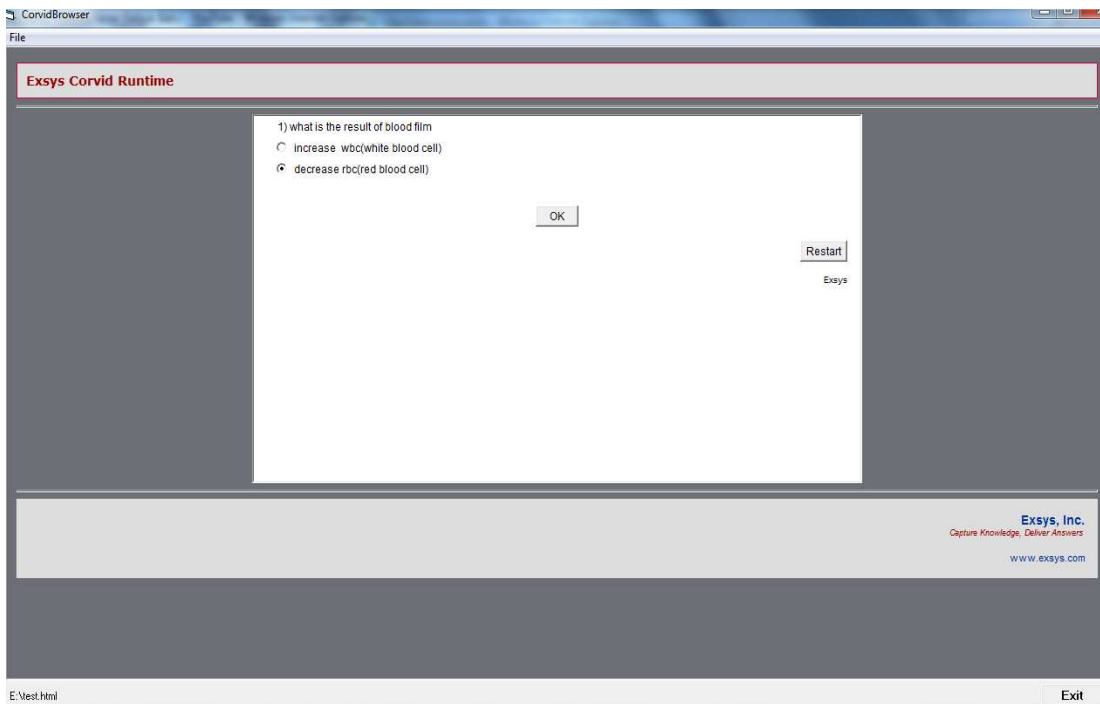 CorvidBrowser
File
Exsys Corvid Runtime
1) what is the result of blood film
increase wbc(white blood cell)
decrease rbc(red blood cell)
OK
Restart
Exsys
Exsys, Inc.
Capture Knowledge, Deliver Answers
www.exsys.com
E:\test.html
Exit